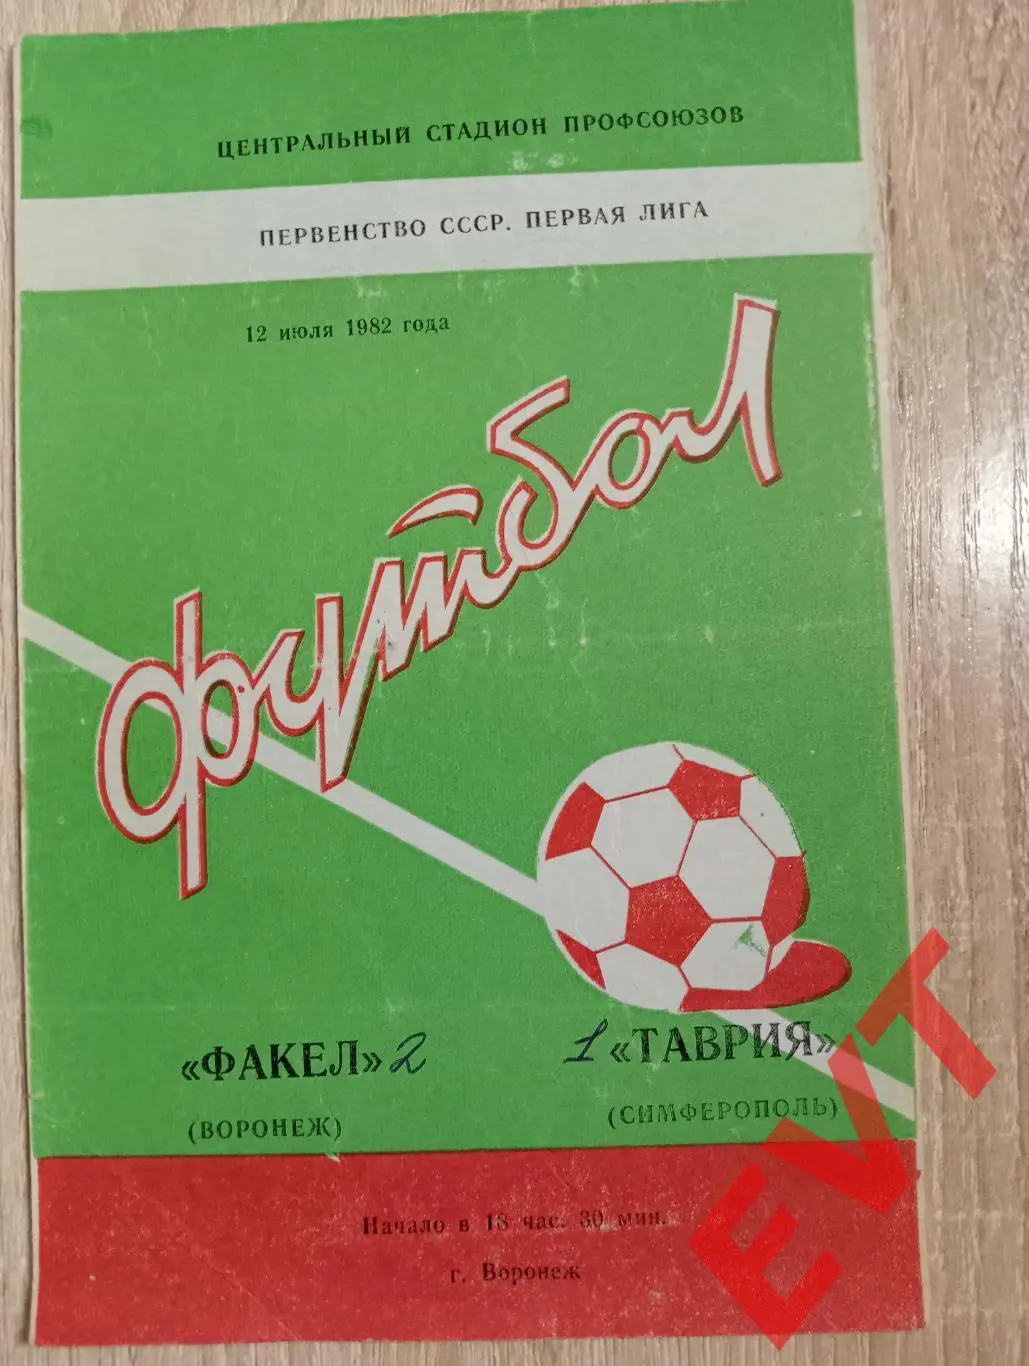 ЦЕНТРАЛЬНЫЙ СТАДИОН ПРОФСОЮЗОВ
ПЕРВЕНСТВО СССР. ПЕРВАЯ ЛИГА
12 июля 1982 года
футбол
«ФАКЕЛ» 2 1 «ТАВРИЯ»
(ВОРОНЕЖ) (СИМФЕРОПОЛЬ)
Начало в 18 час. 30 мин.
г. Воронеж
EVT